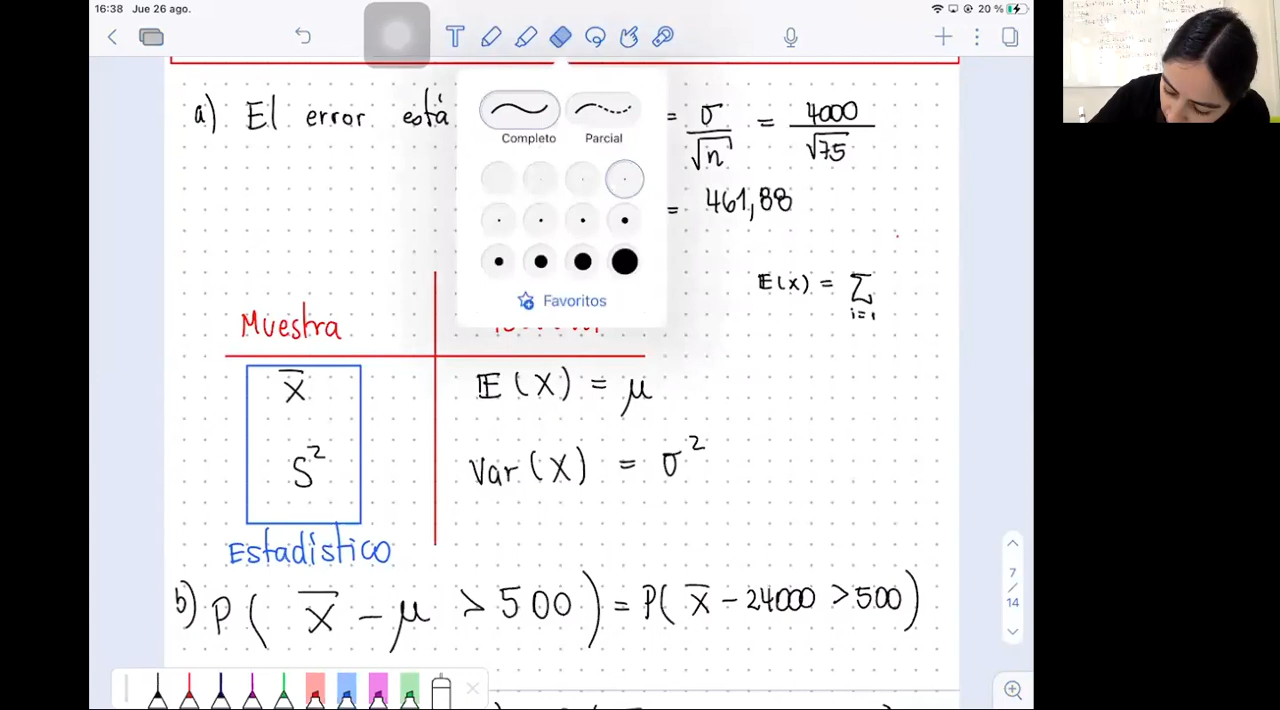 16:38 Jue 26 ago.
20 %
a) El error está = σ/√n = 4000/√75
= 461,88
Completo Parcial
Favoritos
E(x) = Σ i=1
Muestra
x̄ E(X) = μ
S² Var(X) = σ²
Estadístico
b) P( x̄ - μ > 500 ) = P( x̄ - 24000 > 500 )
7
/
14